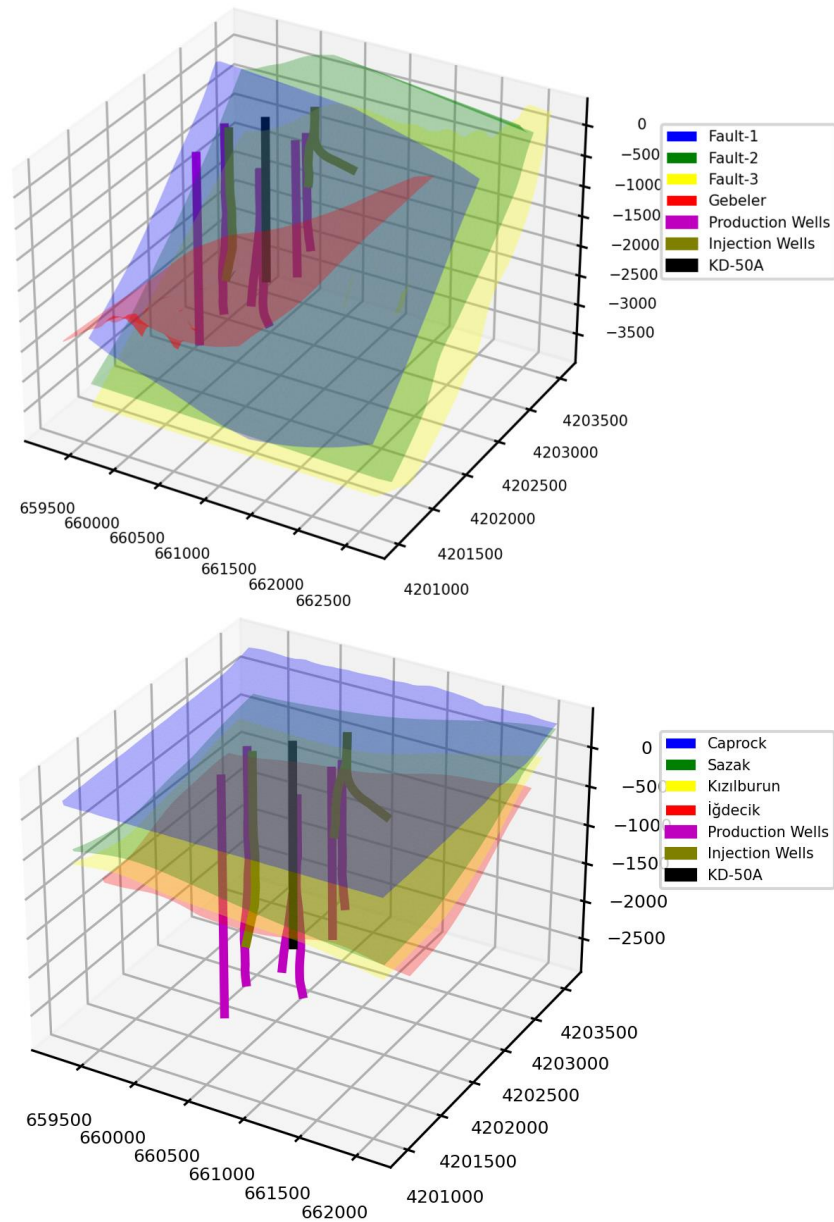 0
−500
−1000
−1500
−2000
−2500
−3000
−3500
Fault-1
Fault-2
Fault-3
Gebeler
Production Wells
Injection Wells
KD-50A
4203500
4203000
4202500
4202000
4201500
4201000
659500
660000
660500
661000
661500
662000
662500
0
−500
−1000
−1500
−2000
−2500
Caprock
Sazak
Kızılburun
İğdecik
Production Wells
Injection Wells
KD-50A
4203500
4203000
4202500
4202000
4201500
4201000
659500
660000
660500
661000
661500
662000